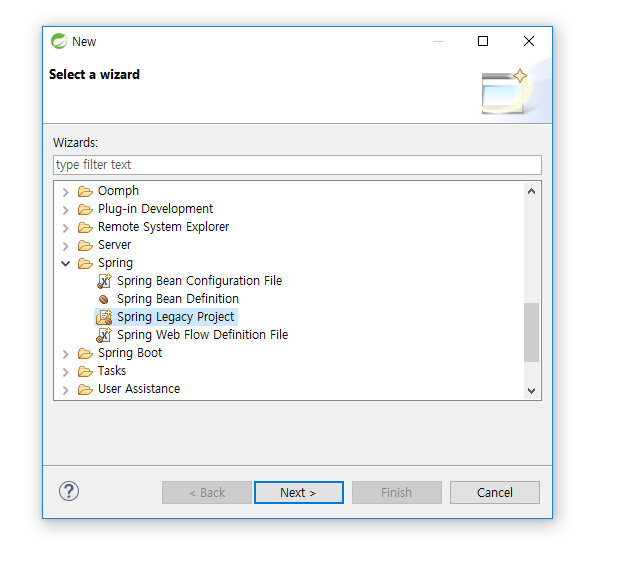 New
Select a wizard
Wizards:
type filter text
Oomph
Plug-in Development
Remote System Explorer
Server
Spring
Spring Bean Configuration File
Spring Bean Definition
Spring Legacy Project
Spring Web Flow Definition File
Spring Boot
Tasks
User Assistance
? < Back Next > Finish Cancel